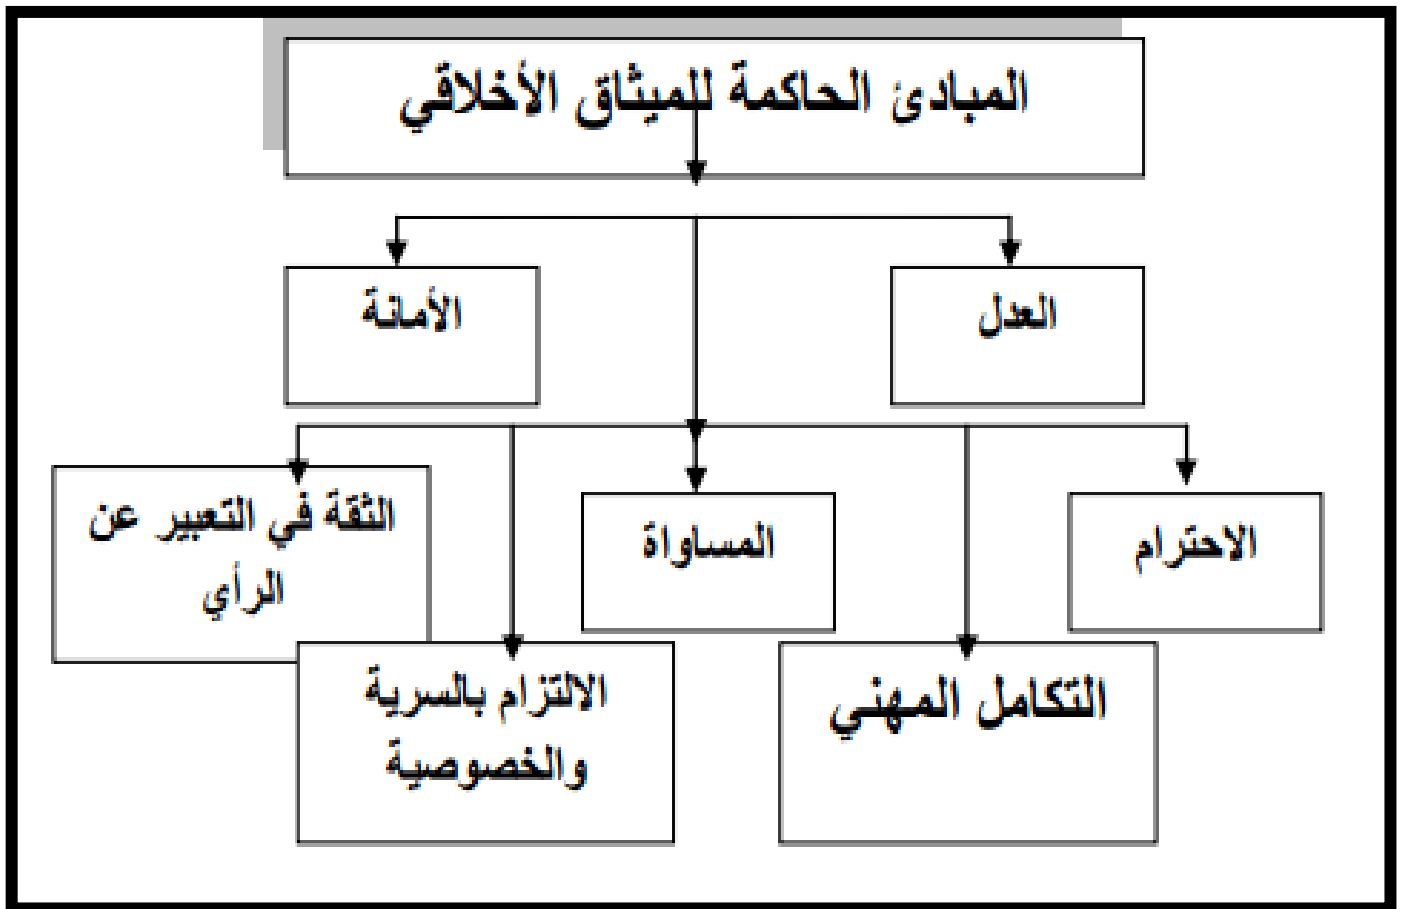 المبادئ الحاكمة للميثاق الأخلاقي
العدل
الأمانة
الاحترام
المساواة
الثقة في التعبير عن
الرأي
التكامل المهني
الالتزام بالسرية
والخصوصية